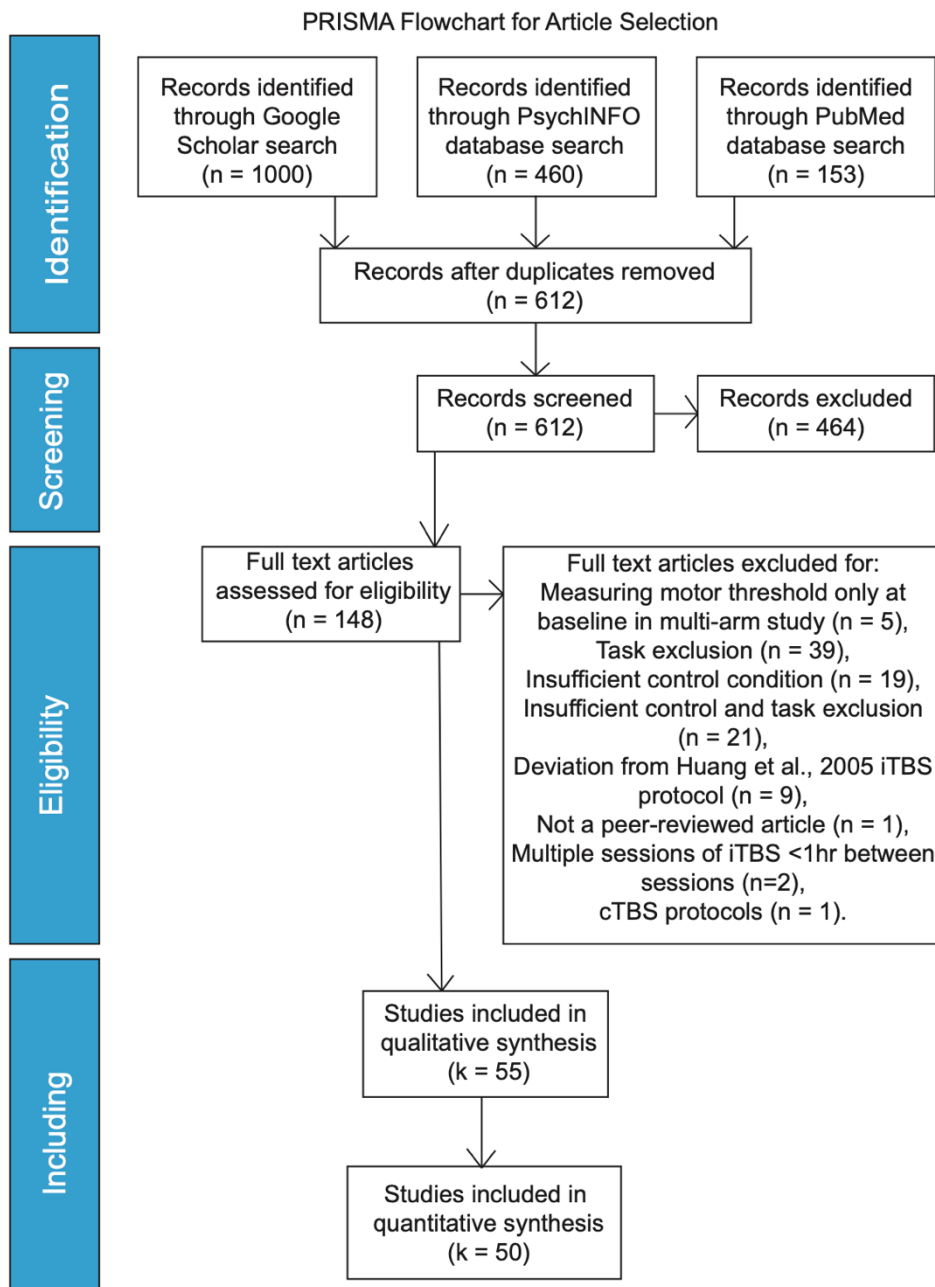 PRISMA Flowchart for Article Selection
Identification
Records identified
through Google
Scholar search
(n = 1000)
Records identified
through PsychINFO
database search
(n = 460)
Records identified
through PubMed
database search
(n = 153)
Records after duplicates removed
(n = 612)
Screening
Records screened
(n = 612)
Records excluded
(n = 464)
Eligibility
Full text articles
assessed for eligibility
(n = 148)
Full text articles excluded for:
Measuring motor threshold only at
baseline in multi-arm study (n = 5),
Task exclusion (n = 39),
Insufficient control condition (n = 19),
Insufficient control and task exclusion
(n = 21),
Deviation from Huang et al., 2005 iTBS
protocol (n = 9),
Not a peer-reviewed article (n = 1),
Multiple sessions of iTBS <1hr between
sessions (n=2),
cTBS protocols (n = 1).
Including
Studies included in
qualitative synthesis
(k = 55)
Studies included in
quantitative synthesis
(k = 50)